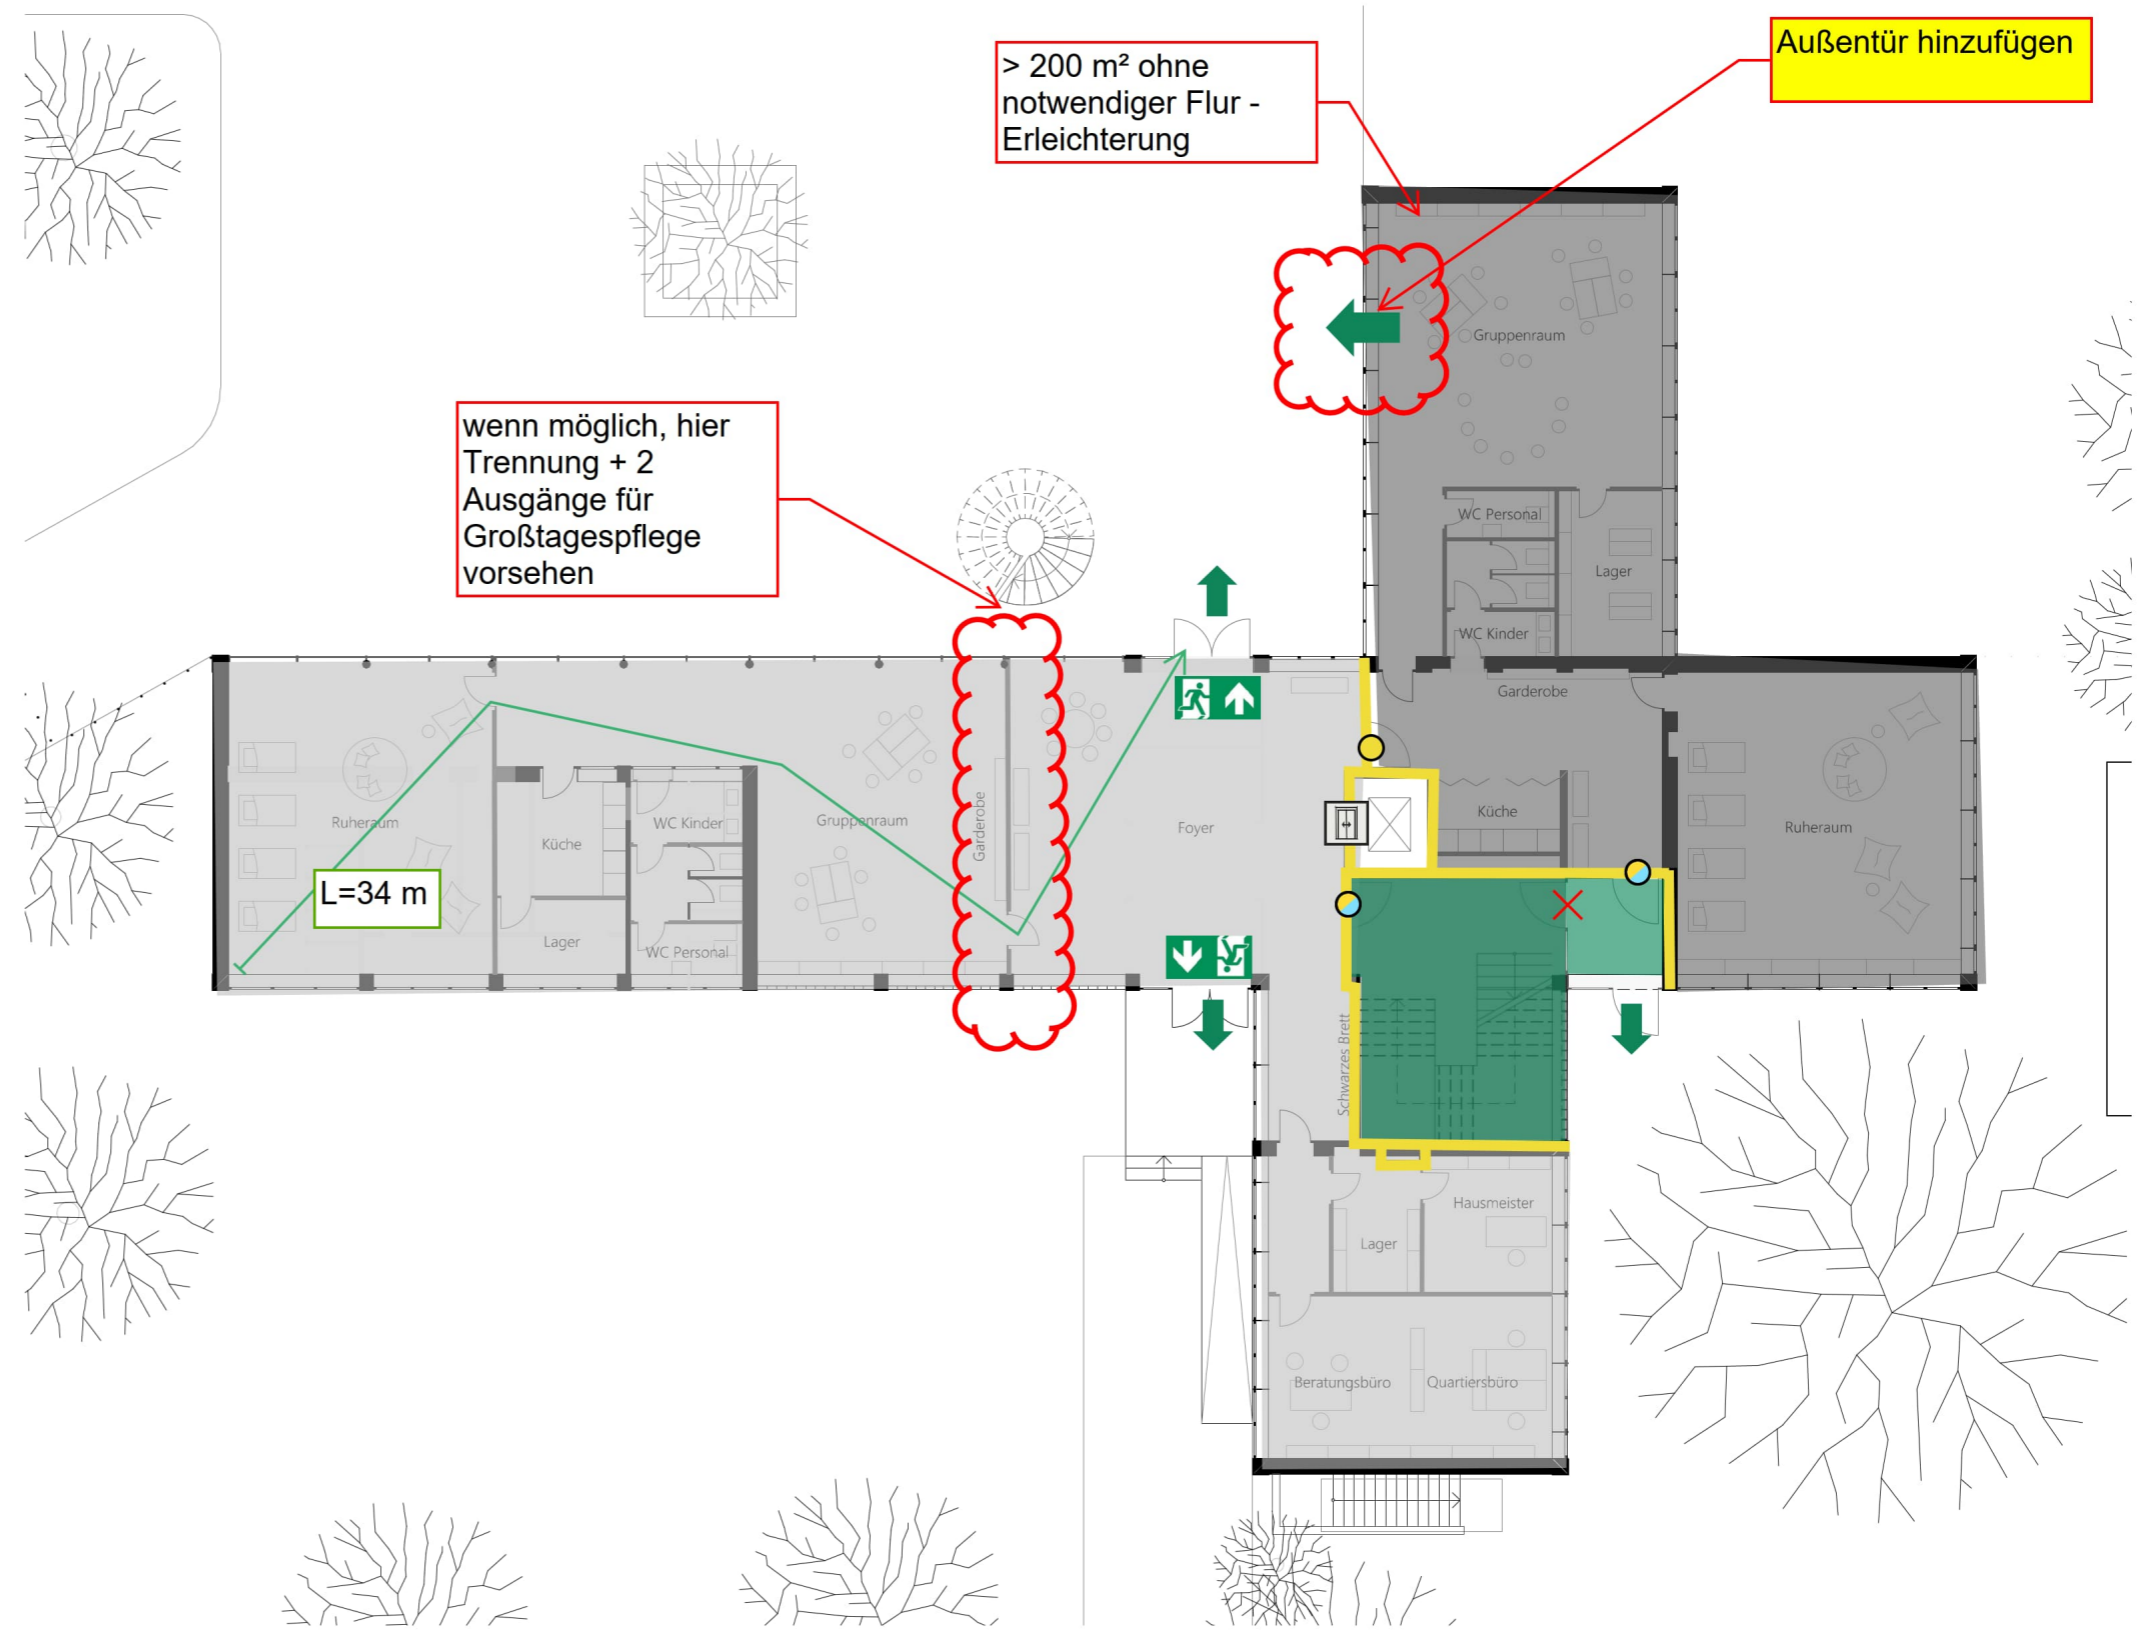 Außentür hinzufügen
> 200 m² ohne
notwendiger Flur -
Erleichterung
Gruppenraum
wenn möglich, hier
Trennung + 2
Ausgänge für
Großtagespflege
vorsehen
WC Personal
Lager
WC Kinder
Garderobe
Ruheraum
Küche
WC Kinder
Gruppenraum
Garderobe
Foyer
Küche
Ruheraum
L=34 m
Lager
WC Personal
Schwarzes Brett
Hausmeister
Lager
Beratungsbüro
Quartiersbüro